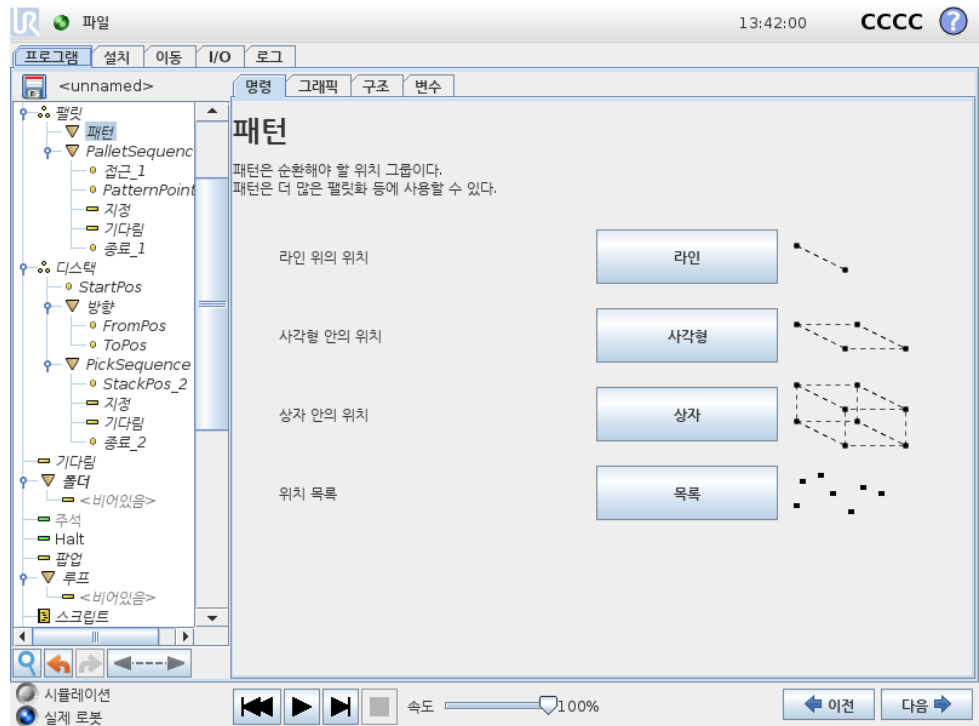 UR 파일 13:42:00 CCCC ?
프로그램 설치 이동 I/O 로그
<unnamed>
명령 그래픽 구조 변수
팔릿
패턴
PalletSequenc
접근_1
PatternPoint
지정
기다림
종료_1
디스택
StartPos
방향
FromPos
ToPos
PickSequence
StackPos_2
지정
기다림
종료_2
기다림
폴더
<비어있음>
주석
Halt
팝업
루프
<비어있음>
스크립트
패턴
패턴은 순환해야 할 위치 그룹이다.
패턴은 더 많은 팰릿화 등에 사용할 수 있다.
라인 위의 위치 라인
사각형 안의 위치 사각형
상자 안의 위치 상자
위치 목록 목록
시뮬레이션
실제 로봇
속도 100%
이전 다음